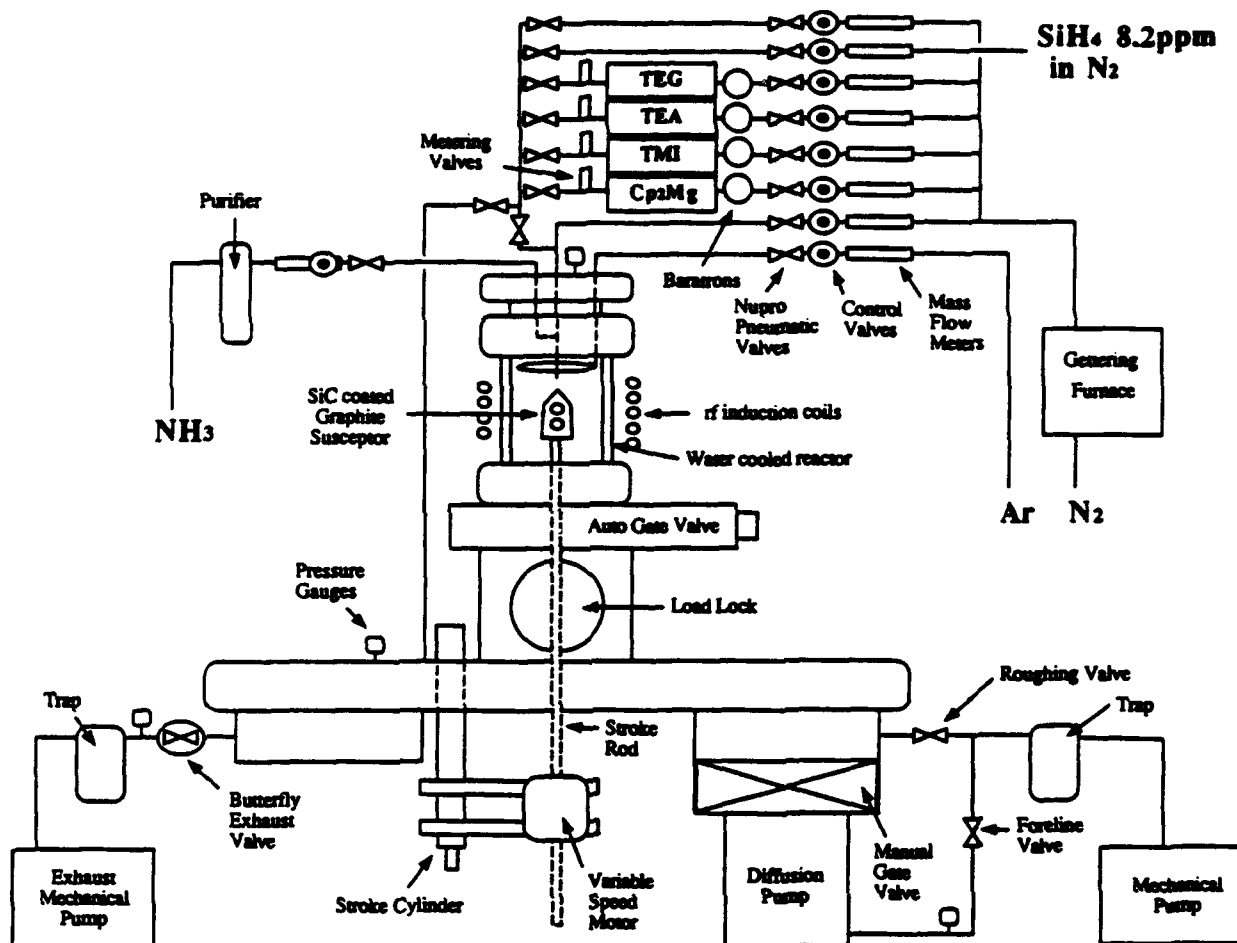 SiH4 8.2ppm
in N2
TEG
TEA
TMI
Cp2Mg
Metering
Valves
Purifier
Baratrons
Nupro
Pneumatic
Valves
Control
Valves
Mass
Flow
Meters
Gettering
Furnace
SiC coated
Graphite
Susceptor
rf induction coils
NH3
Water cooled reactor
Ar
N2
Auto Gate Valve
Pressure
Gauges
Load Lock
Roughing Valve
Trap
Trap
Stroke
Rod
Butterfly
Exhaust
Valve
Foreline
Valve
Manual
Gate
Valve
Exhaust
Mechanical
Pump
Stroke Cylinder
Variable
Speed
Motor
Diffusion
Pump
Mechanical
Pump